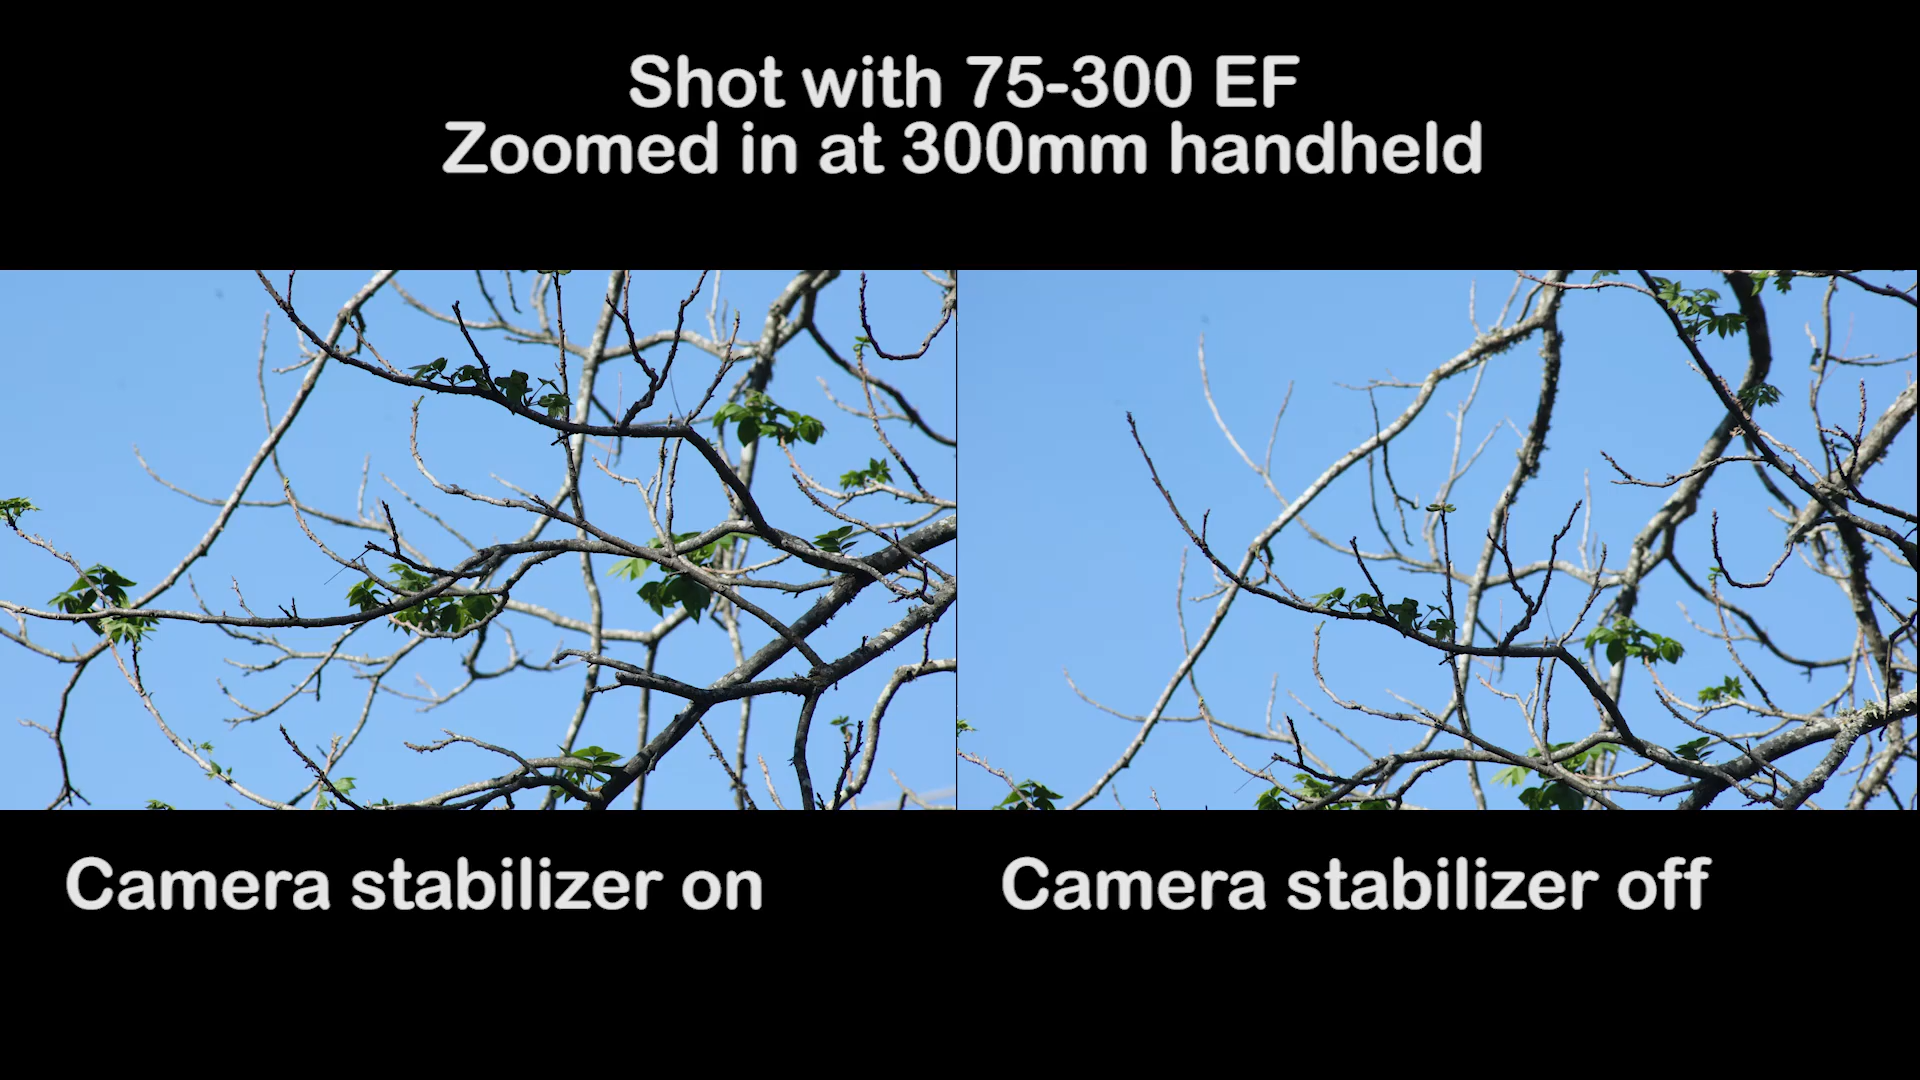 Shot with 75-300 EF
Zoomed in at 300mm handheld
Camera stabilizer on
Camera stabilizer off